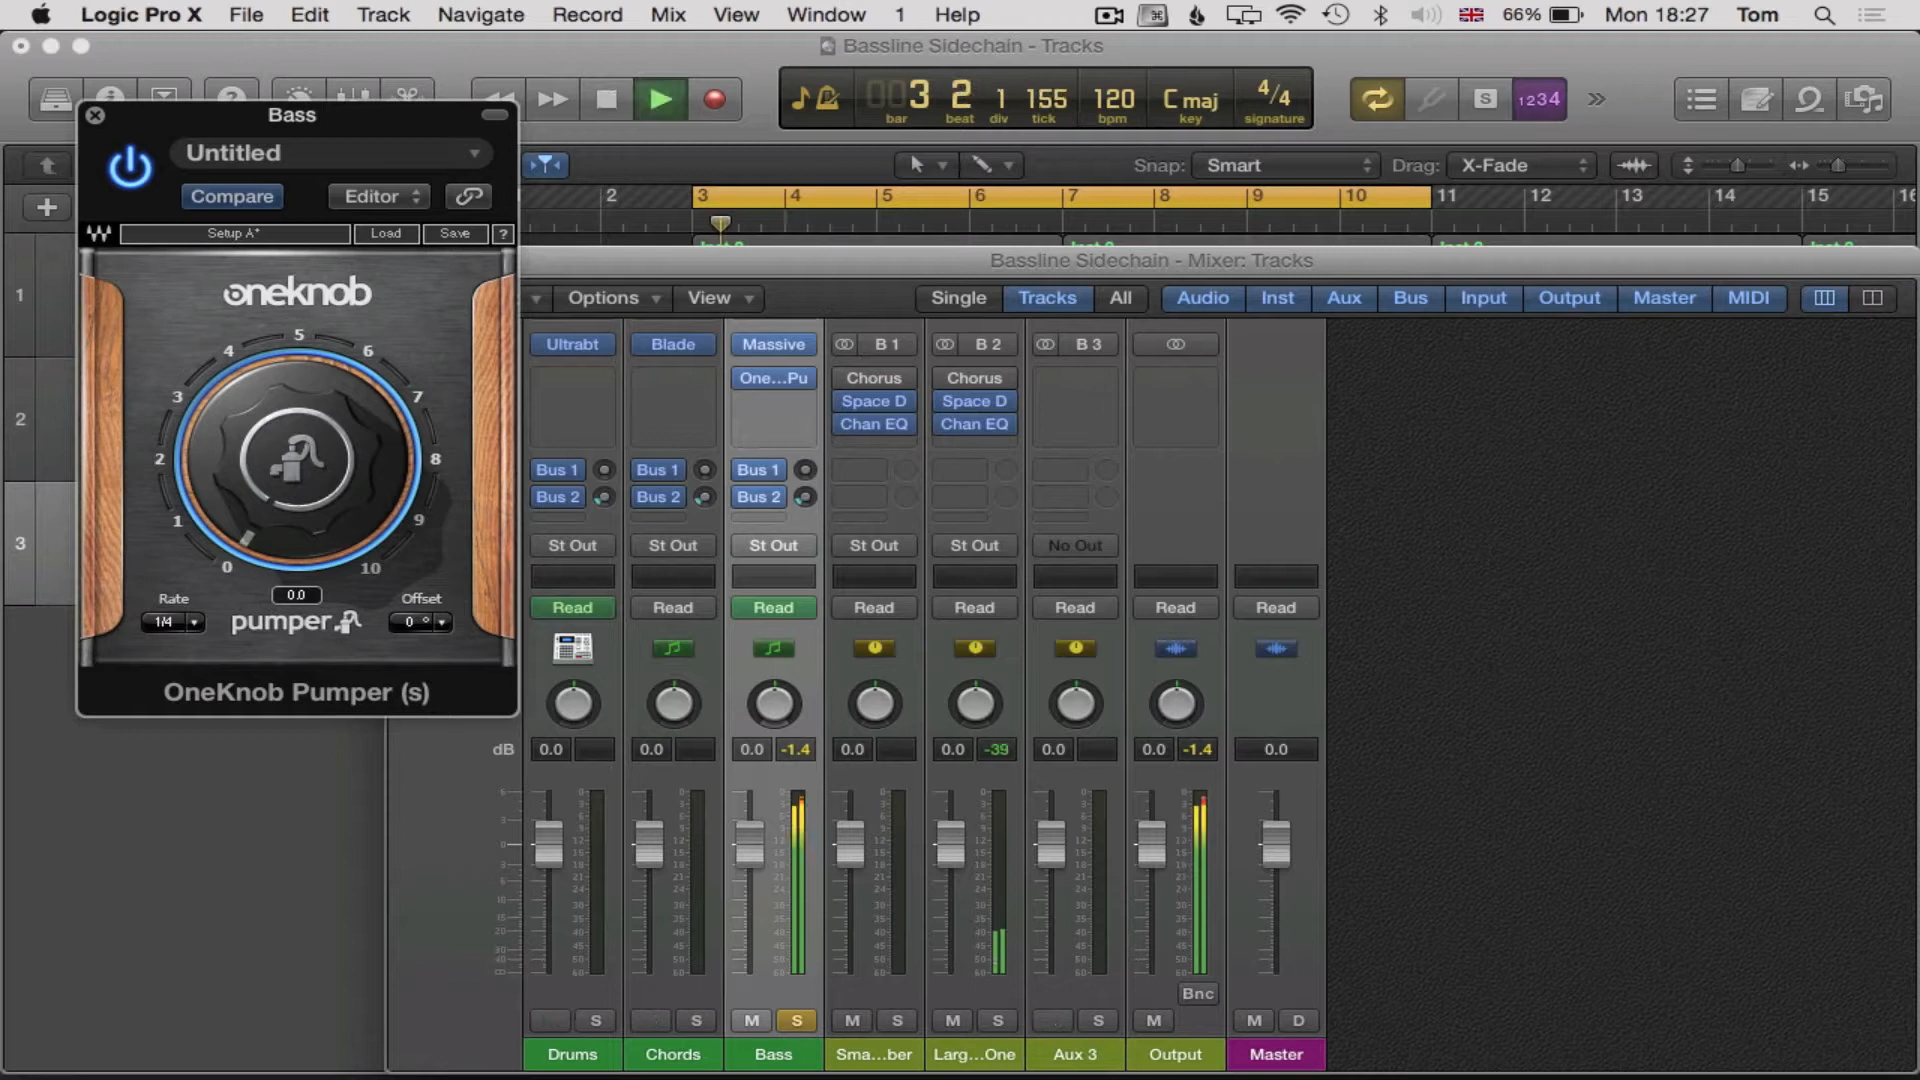 Logic Pro X File Edit Track Navigate Record Mix View Window 1 Help 66% Mon 18:27 Tom
Bassline Sidechain - Tracks
003 2 1 155 120 C maj 4/4
bar beat div tick bpm key signature
S 1234
Bass
Untitled
Compare Editor
Setup A* Load Save ?
oneknob
0 1 2 3 4 5 6 7 8 9 10
Rate 0.0 Offset
1/4 pumper 0 °
OneKnob Pumper (s)
Snap: Smart Drag: X-Fade
2 3 4 5 6 7 8 9 10 11 12 13 14 15 16
1
2
3
Bassline Sidechain - Mixer: Tracks
Options View Single Tracks All Audio Inst Aux Bus Input Output Master MIDI
Ultrabt Blade Massive B 1 B 2 B 3
One...Pu Chorus Chorus
Space D Space D
Chan EQ Chan EQ
Bus 1 Bus 1 Bus 1
Bus 2 Bus 2 Bus 2
St Out St Out St Out St Out St Out No Out
Read Read Read Read Read Read Read Read
dB 0.0 0.0 0.0 -1.4 0.0 0.0 -39 0.0 0.0 -1.4 0.0
Bnc
S S M S M S M S S M M D
Drums Chords Bass Sma...ber Larg...One Aux 3 Output Master